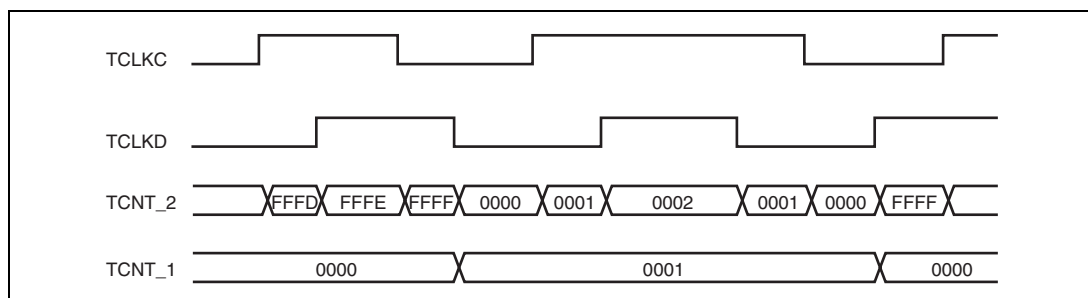 TCLKC
TCLKD
TCNT_2 FFFD FFFE FFFF 0000 0001 0002 0001 0000 FFFF
TCNT_1 0000 0001 0000